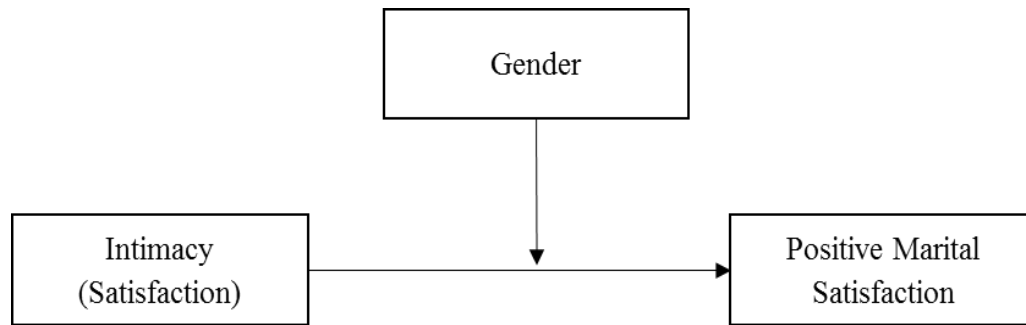 Gender
Intimacy
(Satisfaction)
Positive Marital
Satisfaction